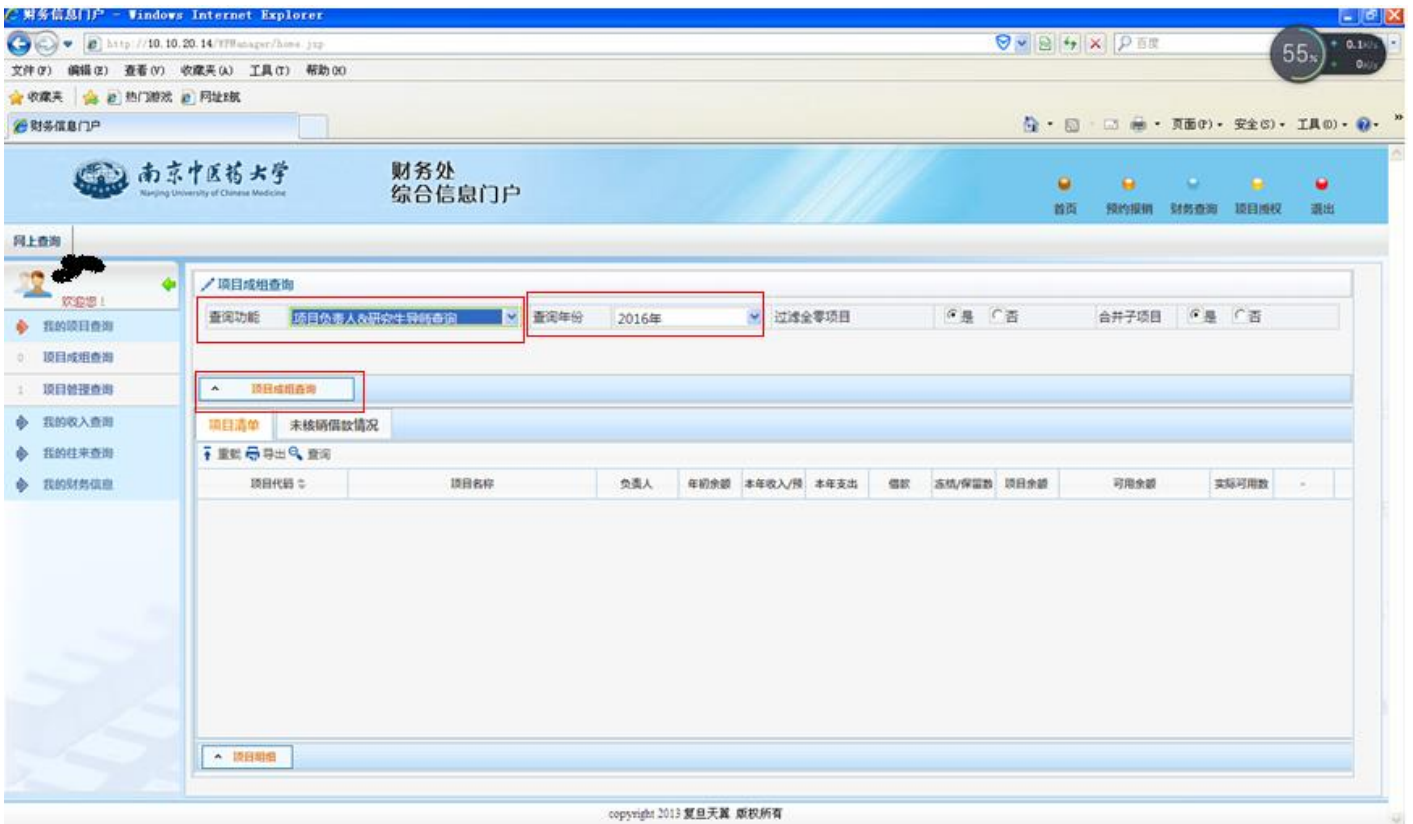 财务信息门户 - Windows Internet Explorer
http://10.10.20.14/WFManager/home.jsp
百度
55%
0.1K/s
0K/s
文件(F) 编辑(E) 查看(V) 收藏夹(A) 工具(T) 帮助(H)
收藏夹 热门游戏 网址导航
财务信息门户
页面(P) 安全(S) 工具(O)
南京中医药大学
Nanjing University of Chinese Medicine
财务处
综合信息门户
首页 预约报销 财务查询 项目授权 退出
网上查询
欢迎您！
我的项目查询
0 项目成组查询
1 项目管理查询
我的收入查询
我的往来查询
我的财务信息
项目成组查询
查询功能 项目负责人&研究生导师查询 查询年份 2016年 过滤全零项目 是 否 合并子项目 是 否
项目成组查询
项目清单 未核销借款情况
重载 导出 查询
项目代码 项目名称 负责人 年初余额 本年收入/预 本年支出 借款 冻结/保留数 项目余额 可用余额 实际可用数 -
项目明细
copyright 2013 复旦天翼 版权所有